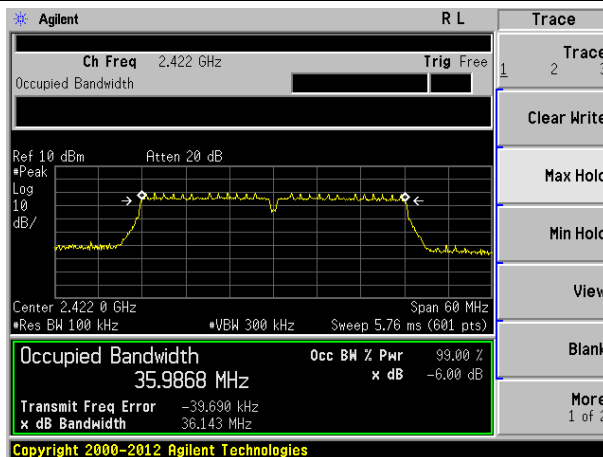 Agilent R L Trace
Ch Freq 2.422 GHz Trig Free
Occupied Bandwidth
Trace
1 2 3
Clear Write
Max Hold
Min Hold
View
Blank
More
1 of 2
Ref 10 dBm Atten 20 dB
#Peak
Log
10
dB/
Center 2.422 0 GHz Span 60 MHz
#Res BW 100 kHz #VBW 300 kHz Sweep 5.76 ms (601 pts)
Occupied Bandwidth Occ BW % Pwr 99.00 %
35.9868 MHz x dB -6.00 dB
Transmit Freq Error -39.690 kHz
x dB Bandwidth 36.143 MHz
Copyright 2000-2012 Agilent Technologies